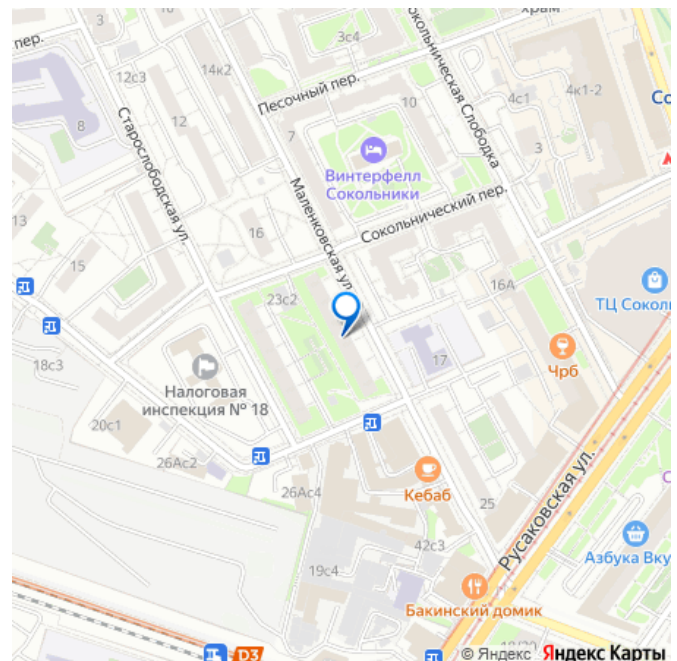 храм
3с4
пер.
14к2
12с3
Песочный пер.
4к1-2
4с1
Со
10
8
12
7
3
Сокольническая Слободка
Старослободская ул.
Винтерфелл
Сокольники
Маленковская ул.
Сокольнический пер.
13
16
15
16А
23с2
ТЦ Сокол
18с3
17
Чрб
Налоговая
инспекция № 18
20с1
26Ас2
Кебаб
26Ас4
25
Русаковская ул.
42с3
Азбука Вку
19с4
Бакинский домик
D3
18/20
© Яндекс Яндекс Карты